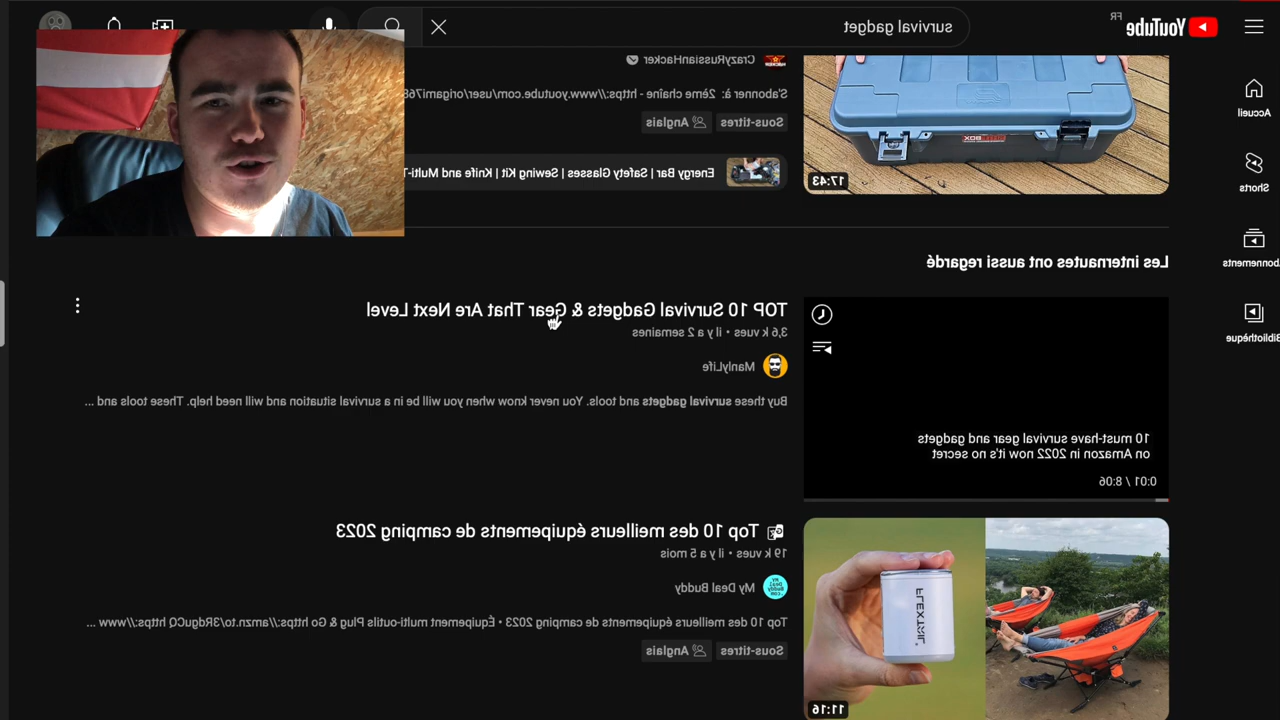 YouTube FR
survival gadget
Accueil
Shorts
bonnements
Bibliothèque
17:43
CrazyRussianHacker
S'abonner à: 2ème chaîne - https://www.youtube.com/user/origami768
Sous-titres Anglais
Energy Bar | Safety Glasses | Sewing Kit | Knife and Multi-T
Les internautes ont aussi regardé
10 must-have survival gear and gadgets
on Amazon in 2022 now it's no secret
0:01 / 8:06
TOP 10 Survival Gadgets & Gear That Are Next Level
3,6 k vues • il y a 2 semaines
ManlyLife
Buy these survival gadgets and tools. You never know when you will be in a survival situation and will need help. These tools and ...
FLEXTAIL
11:16
Top 10 des meilleurs équipements de camping 2023
19 k vues • il y a 5 mois
My Deal Buddy
Top 10 des meilleurs équipements de camping 2023 • Équipement multi-outils Plug & Go https://amzn.to/3RdguCQ https://www ...
Sous-titres Anglais